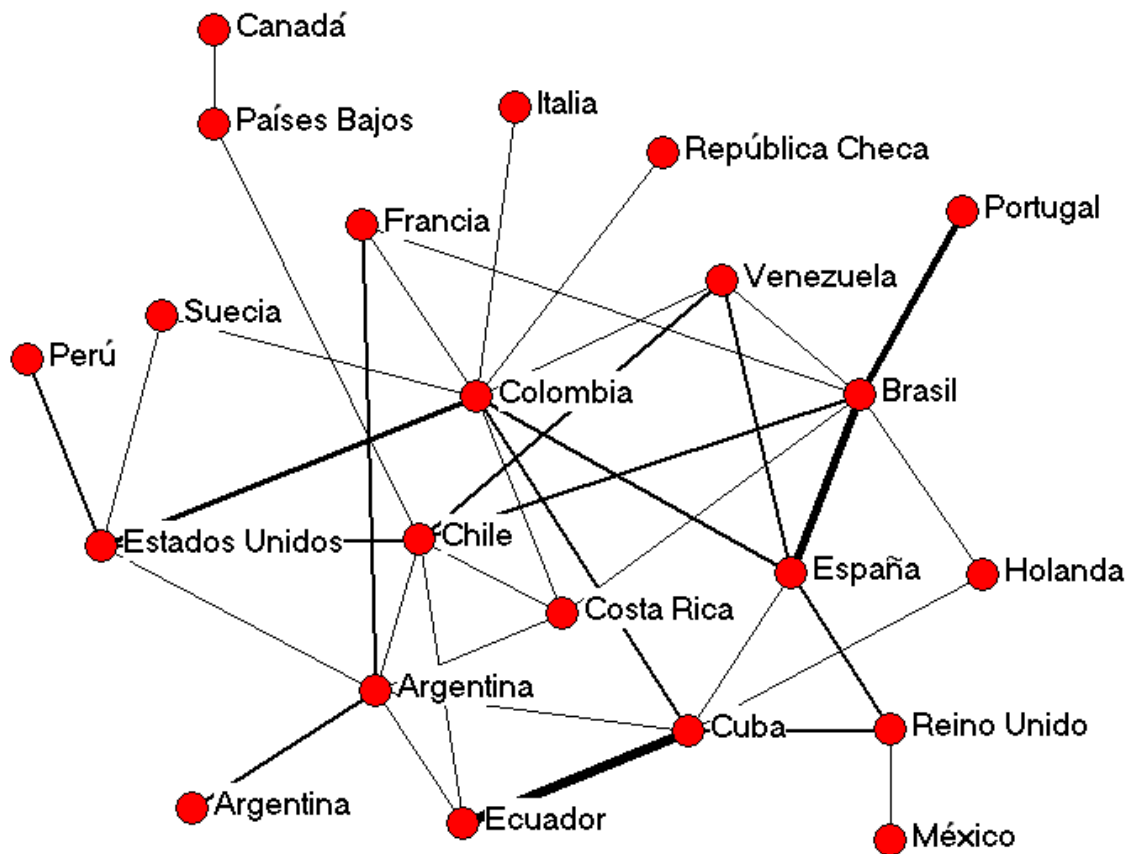 Canadá
Italia
Países Bajos
República Checa
Portugal
Francia
Venezuela
Suecia
Perú
Colombia
Brasil
Estados Unidos
Chile
España
Holanda
Costa Rica
Argentina
Cuba
Reino Unido
Argentina
Ecuador
México